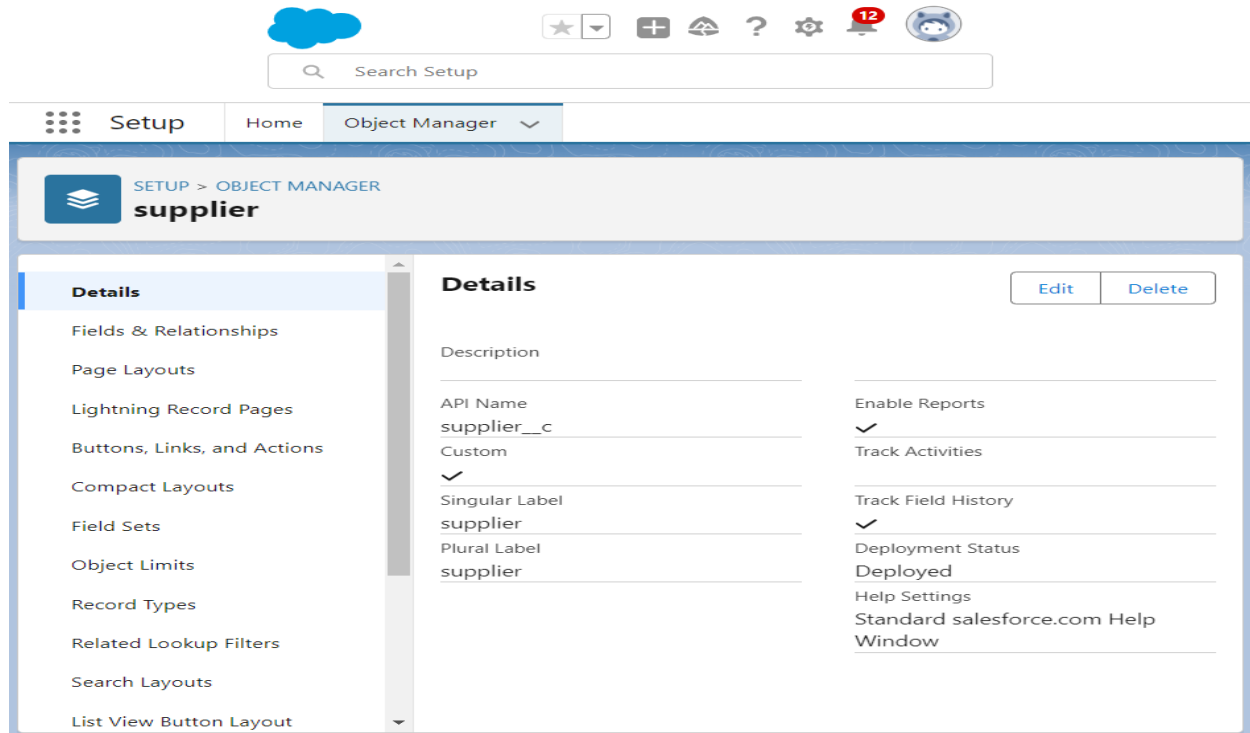 12
Search Setup
Setup Home Object Manager
SETUP > OBJECT MANAGER
supplier
Details
Fields & Relationships
Page Layouts
Lightning Record Pages
Buttons, Links, and Actions
Compact Layouts
Field Sets
Object Limits
Record Types
Related Lookup Filters
Search Layouts
List View Button Layout
Details
Edit Delete
Description
API Name
supplier__c
Custom
Singular Label
supplier
Plural Label
supplier
Enable Reports
Track Activities
Track Field History
Deployment Status
Deployed
Help Settings
Standard salesforce.com Help
Window